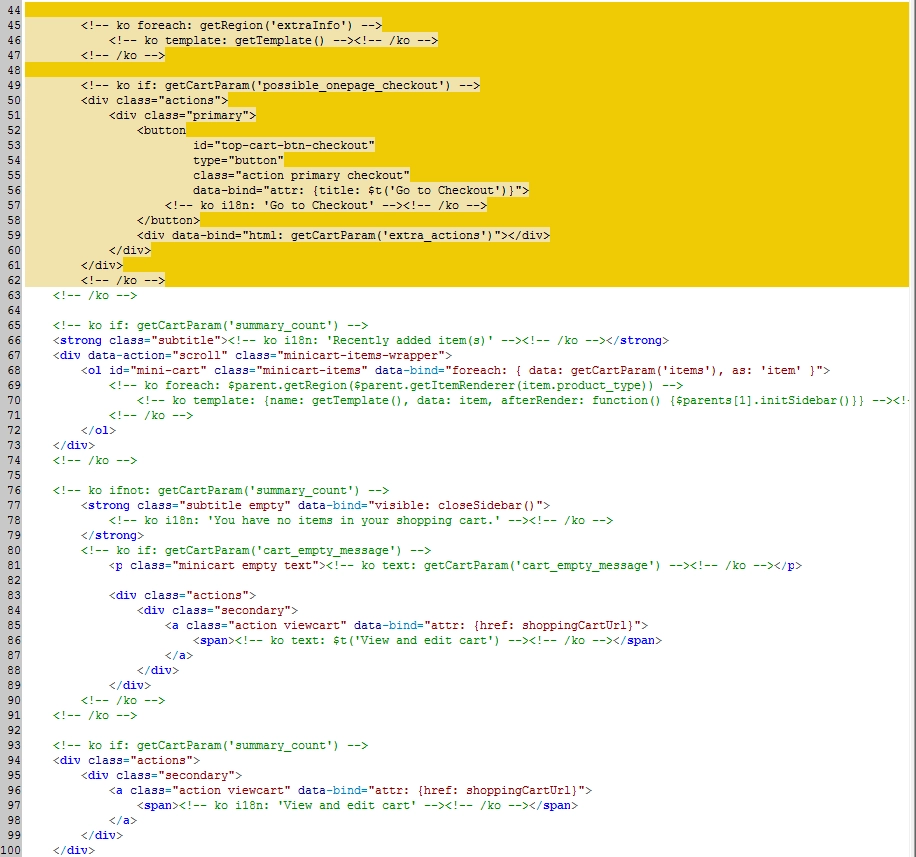 44
45 <!-- ko foreach: getRegion('extraInfo') -->
46 <!-- ko template: getTemplate() --><!-- /ko -->
47 <!-- /ko -->
48
49 <!-- ko if: getCartParam('possible_onepage_checkout') -->
50 <div class="actions">
51 <div class="primary">
52 <button
53 id="top-cart-btn-checkout"
54 type="button"
55 class="action primary checkout"
56 data-bind="attr: {title: $t('Go to Checkout')}">
57 <!-- ko i18n: 'Go to Checkout' --><!-- /ko -->
58 </button>
59 <div data-bind="html: getCartParam('extra_actions')"></div>
60 </div>
61 </div>
62 <!-- /ko -->
63 <!-- /ko -->
64
65 <!-- ko if: getCartParam('summary_count') -->
66 <strong class="subtitle"><!-- ko i18n: 'Recently added item(s)' --><!-- /ko --></strong>
67 <div data-action="scroll" class="minicart-items-wrapper">
68 <ol id="mini-cart" class="minicart-items" data-bind="foreach: { data: getCartParam('items'), as: 'item' }">
69 <!-- ko foreach: $parent.getRegion($parent.getItemRenderer(item.product_type)) -->
70 <!-- ko template: {name: getTemplate(), data: item, afterRender: function() {$parents[1].initSidebar()}} --><!-
71 <!-- /ko -->
72 </ol>
73 </div>
74 <!-- /ko -->
75
76 <!-- ko ifnot: getCartParam('summary_count') -->
77 <strong class="subtitle empty" data-bind="visible: closeSidebar()">
78 <!-- ko i18n: 'You have no items in your shopping cart.' --><!-- /ko -->
79 </strong>
80 <!-- ko if: getCartParam('cart_empty_message') -->
81 <p class="minicart empty text"><!-- ko text: getCartParam('cart_empty_message') --><!-- /ko --></p>
82
83 <div class="actions">
84 <div class="secondary">
85 <a class="action viewcart" data-bind="attr: {href: shoppingCartUrl}">
86 <span><!-- ko text: $t('View and edit cart') --><!-- /ko --></span>
87 </a>
88 </div>
89 </div>
90 <!-- /ko -->
91 <!-- /ko -->
92
93 <!-- ko if: getCartParam('summary_count') -->
94 <div class="actions">
95 <div class="secondary">
96 <a class="action viewcart" data-bind="attr: {href: shoppingCartUrl}">
97 <span><!-- ko i18n: 'View and edit cart' --><!-- /ko --></span>
98 </a>
99 </div>
100 </div>